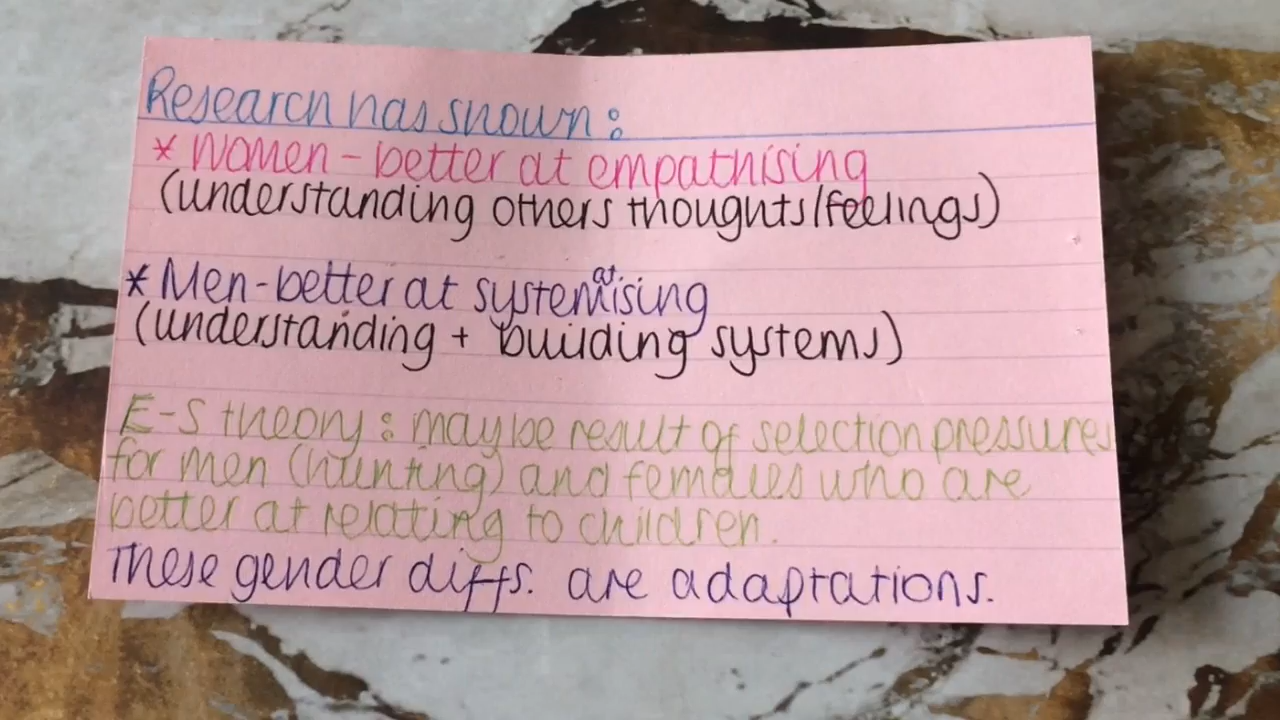 Research has shown:
* Women - better at empathising
(understanding others thoughts/feelings)
* Men - better at systematising
(understanding + building systems)
E-S theory: may be result of selection pressures
for men (hunting) and females who are
better at relating to children.
These gender diffs. are adaptations.